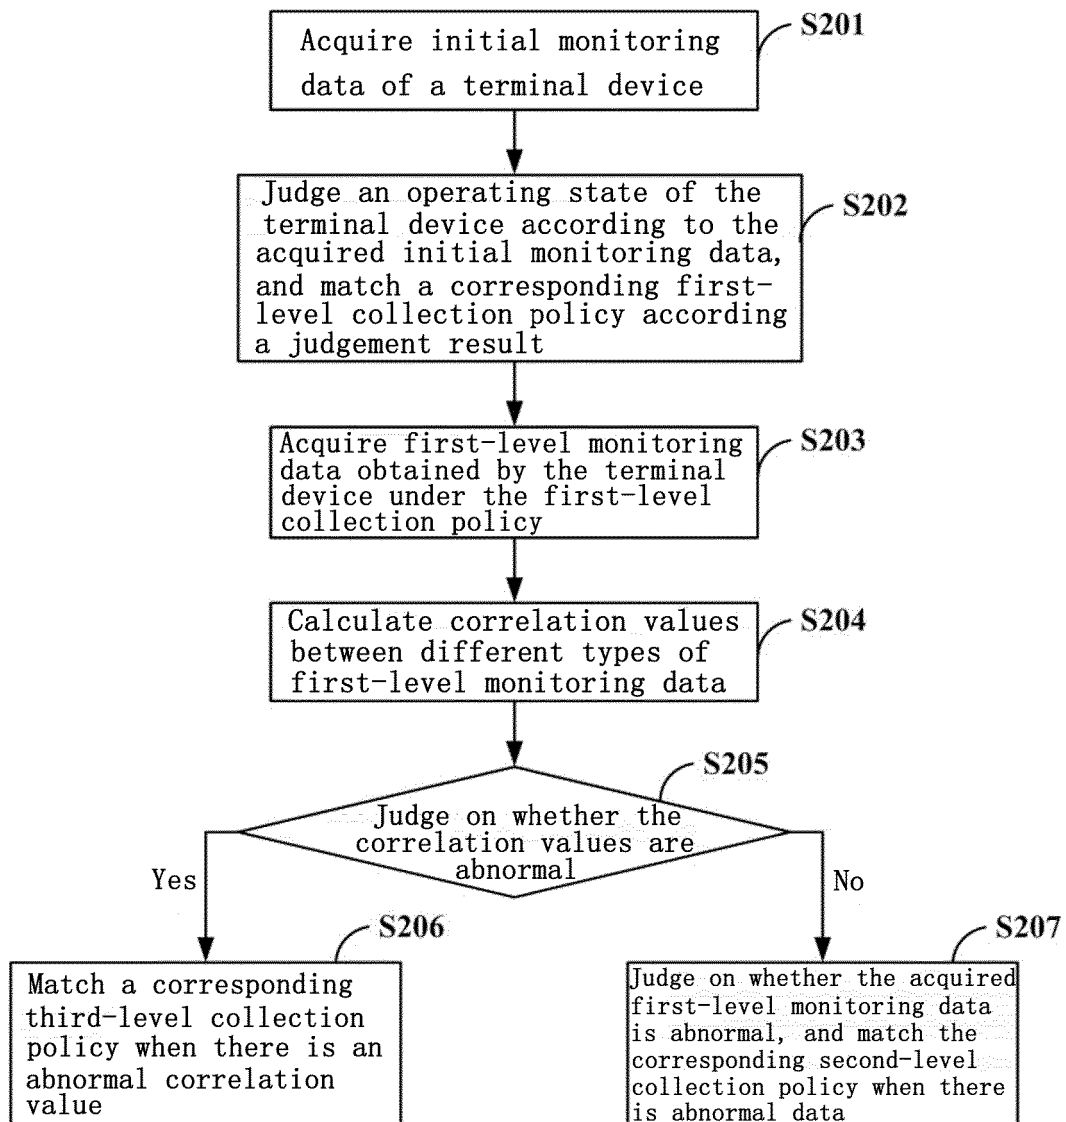 Acquire initial monitoring
data of a terminal device
S201
Judge an operating state of the
terminal device according to the
acquired initial monitoring data,
and match a corresponding first-
level collection policy according
a judgement result
S202
Acquire first-level monitoring
data obtained by the terminal
device under the first-level
collection policy
S203
Calculate correlation values
between different types of
first-level monitoring data
S204
S205
Judge on whether the
correlation values are
abnormal
Yes
No
S206
Match a corresponding
third-level collection
policy when there is an
abnormal correlation
value
S207
Judge on whether the acquired
first-level monitoring data
is abnormal, and match the
corresponding second-level
collection policy when there
is abnormal data